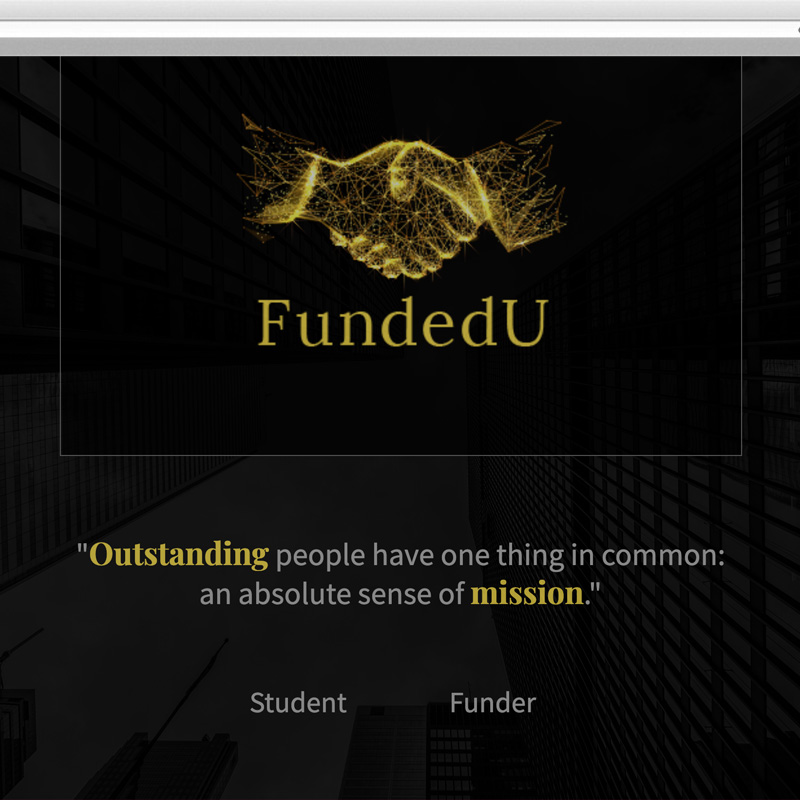 FundedU
"Outstanding people have one thing in common:
an absolute sense of mission."
Student Funder